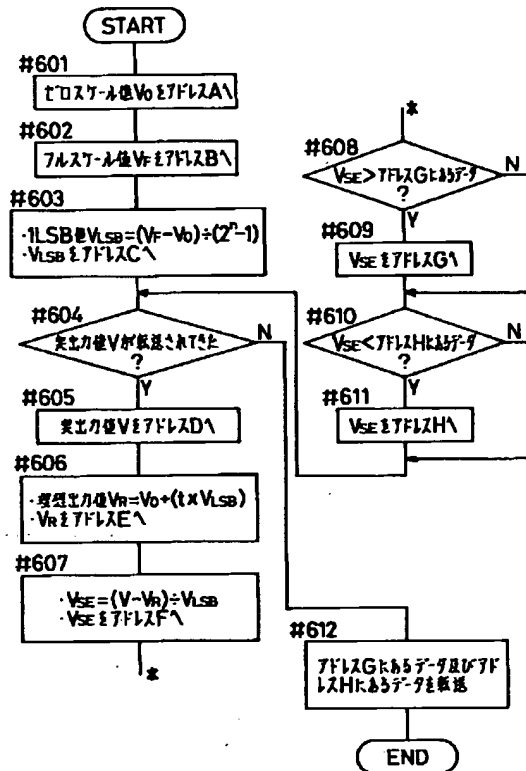 START
#601
ゼロスケール値V₀をアドレスAへ
#602
フルスケール値VFをアドレスBへ
#603
・1LSB値VLSB=(VF-V₀)÷(2ⁿ-1)
・VLSBをアドレスCへ
#604
実出力値Vが転送されてきた
?
N
Y
#605
実出力値VをアドレスDへ
#606
・理想出力値VR=V₀+(t×VLSB)
・VRをアドレスEへ
#607
・VSE=(V-VR)÷VLSB
・VSEをアドレスFへ
*
*
#608
VSE>アドレスGにあるデータ
?
N
Y
#609
VSEをアドレスGへ
#610
VSE<アドレスHにあるデータ
?
N
Y
#611
VSEをアドレスHへ
#612
アドレスGにあるデータ及びアド
レスHにあるデータを転送
END